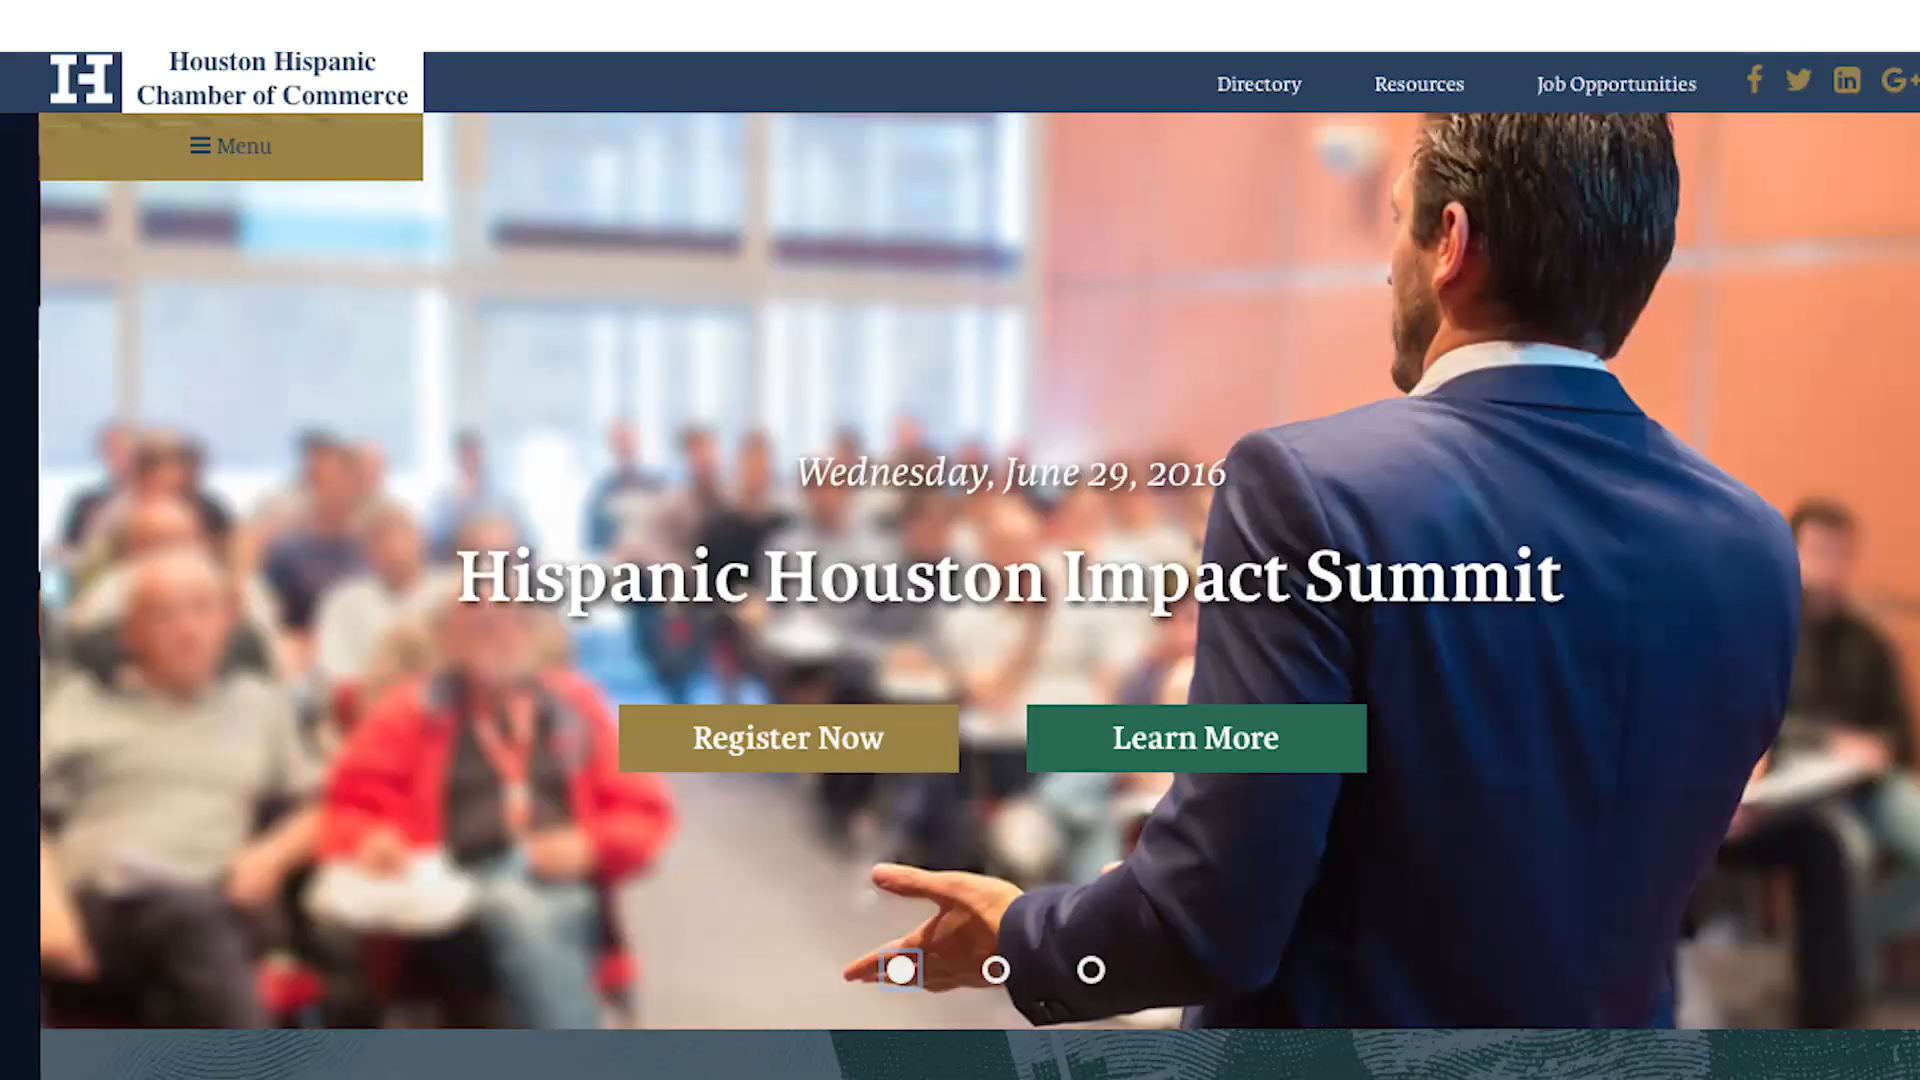 Houston Hispanic
Chamber of Commerce
Directory
Resources
Job Opportunities
Menu
Wednesday, June 29, 2016
Hispanic Houston Impact Summit
Register Now
Learn More